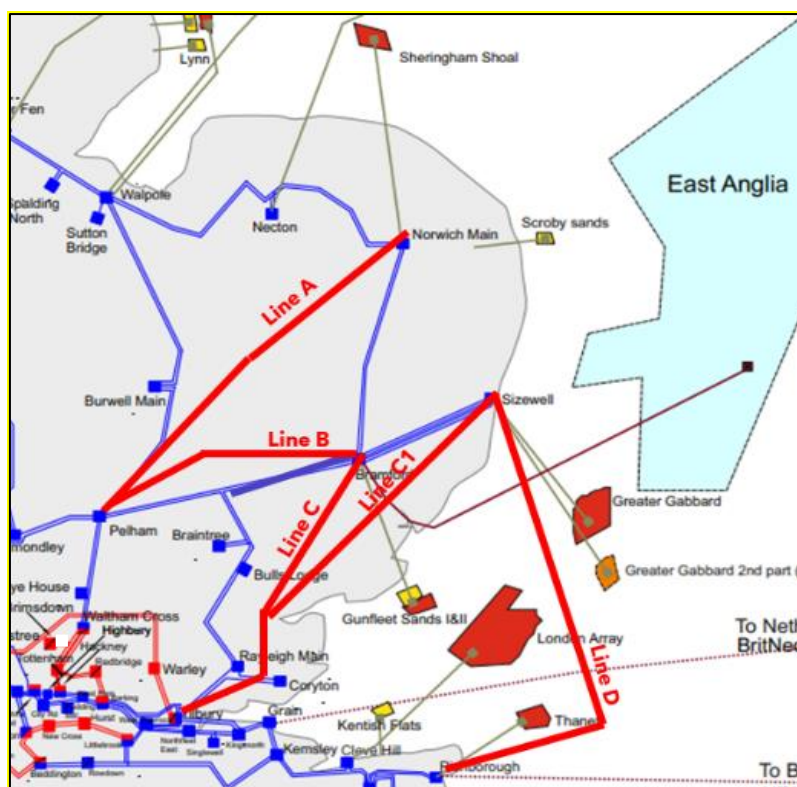 Lynn
Sheringham Shoal
Fen
Walpole
Spalding
North
Sutton
Bridge
Necton
Norwich Main
Scroby sands
East Anglia
Line A
Burwell Main
Sizewell
Line B
Line C1
Line C
Pelham
Braintree
Bulls Lodge
Greater Gabbard
Greater Gabbard 2nd part (
Gunfleet Sands I&II
London Array
To Neth
BritNed
Line D
Waltham Cross
Highbury
Tottenham
Hackney
Redbridge
Warley
Rayleigh Main
Coryton
Tilbury
Grain
Kentish Flats
Thanet
Hurst
New Cross
Northfleet
East
Singlewell
Kingsnorth
Kemsley
Cleve Hill
Beddington
Rowdown
To B